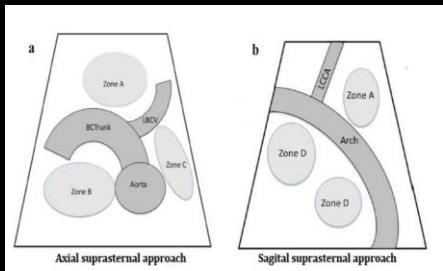 a
Zone A
BCTrunk
LBCV
Zone C
Zone B
Aorta
Axial suprasternal approach
b
LCCA
Zone A
Arch
Zone D
Zone D
Sagital suprasternal approach